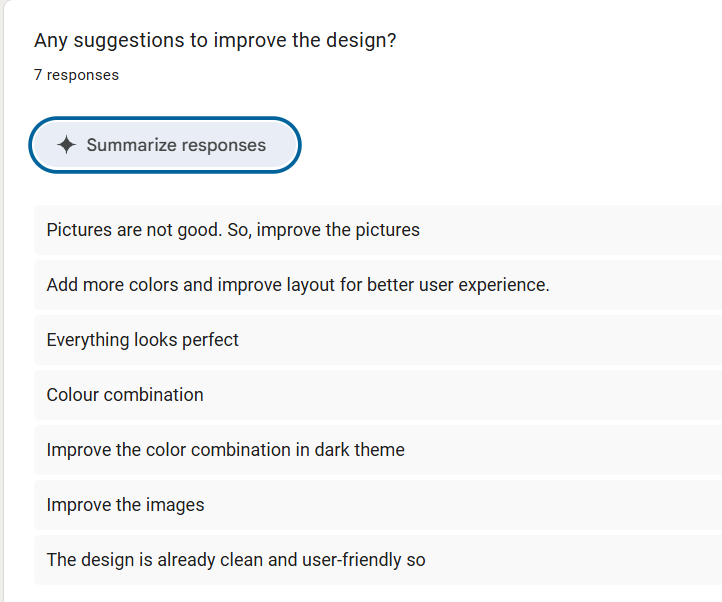 Any suggestions to improve the design?
7 responses
Summarize responses
Pictures are not good. So, improve the pictures
Add more colors and improve layout for better user experience.
Everything looks perfect
Colour combination
Improve the color combination in dark theme
Improve the images
The design is already clean and user-friendly so